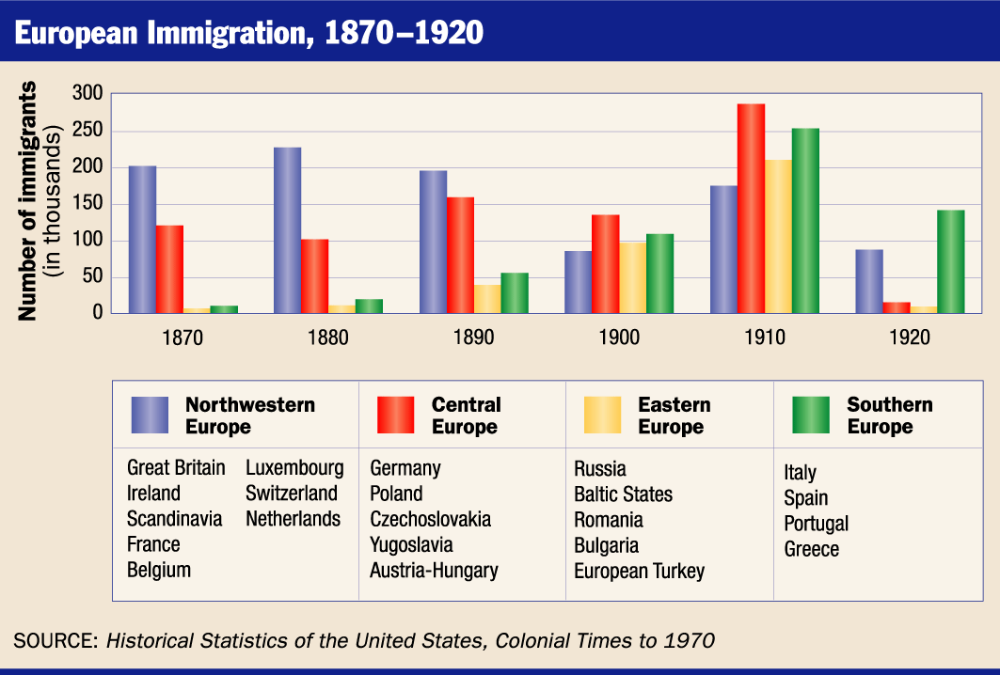 European Immigration, 1870–1920
Number of immigrants
(in thousands)
300
250
200
150
100
50
0
1870 1880 1890 1900 1910 1920
Northwestern
Europe
Central
Europe
Eastern
Europe
Southern
Europe
Great Britain
Ireland
Scandinavia
France
Belgium
Luxembourg
Switzerland
Netherlands
Germany
Poland
Czechoslovakia
Yugoslavia
Austria-Hungary
Russia
Baltic States
Romania
Bulgaria
European Turkey
Italy
Spain
Portugal
Greece
SOURCE: Historical Statistics of the United States, Colonial Times to 1970